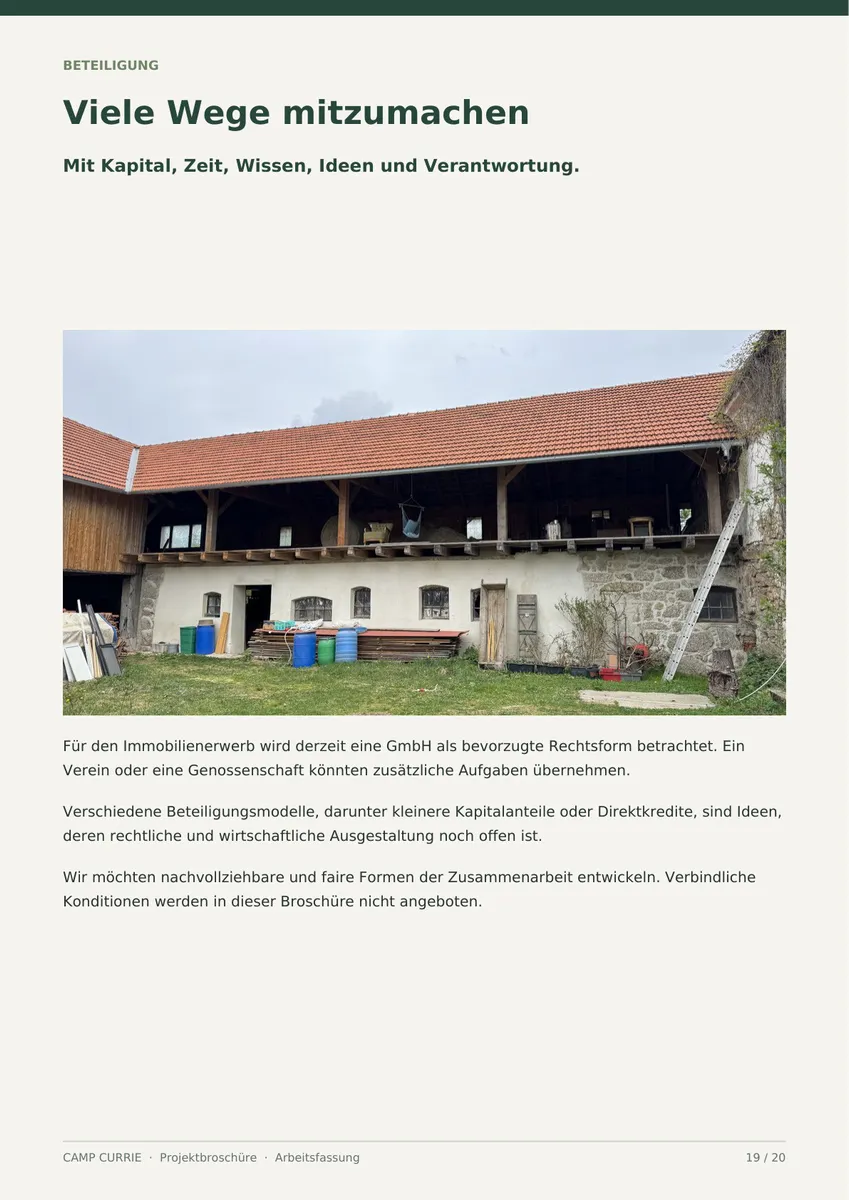 BETEILIGUNG
Viele Wege mitzumachen
Mit Kapital, Zeit, Wissen, Ideen und Verantwortung.
Für den Immobilienerwerb wird derzeit eine GmbH als bevorzugte Rechtsform betrachtet. Ein
Verein oder eine Genossenschaft könnten zusätzliche Aufgaben übernehmen.
Verschiedene Beteiligungsmodelle, darunter kleinere Kapitalanteile oder Direktkredite, sind Ideen,
deren rechtliche und wirtschaftliche Ausgestaltung noch offen ist.
Wir möchten nachvollziehbare und faire Formen der Zusammenarbeit entwickeln. Verbindliche
Konditionen werden in dieser Broschüre nicht angeboten.
CAMP CURRIE · Projektbroschüre · Arbeitsfassung
19 / 20